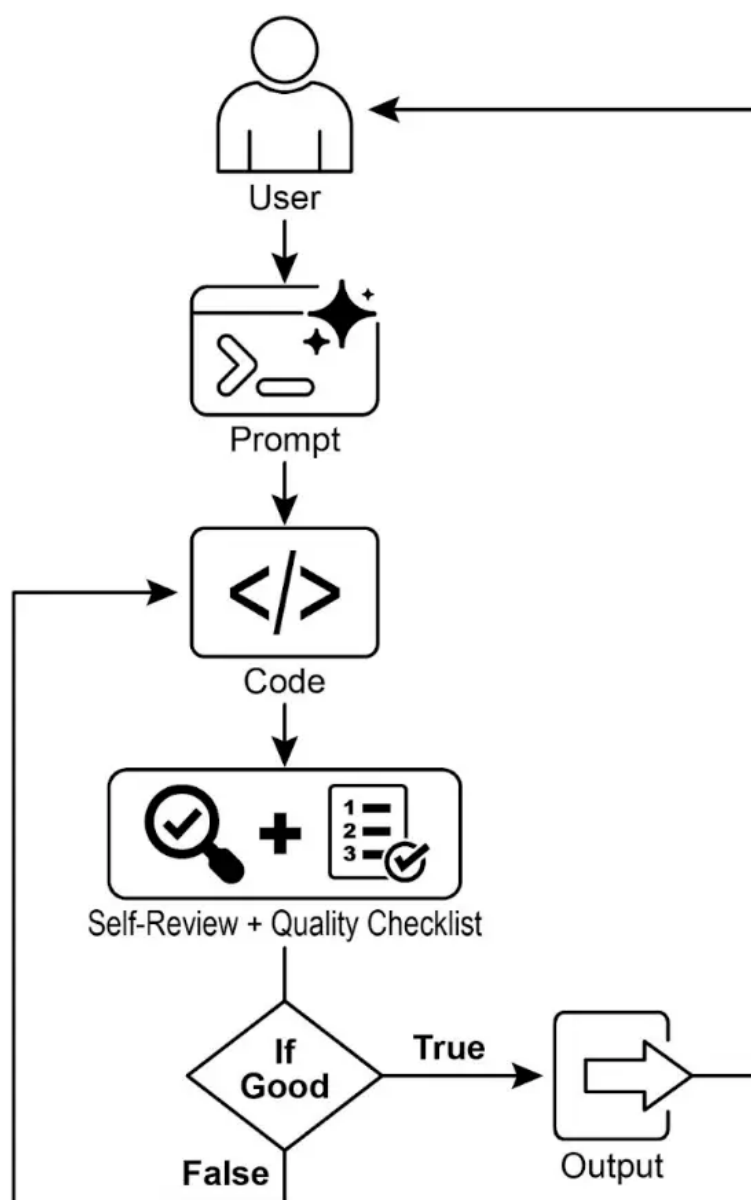 User
Prompt
</>
Code
1
2
3
Self-Review + Quality Checklist
If
Good
True
False
Output